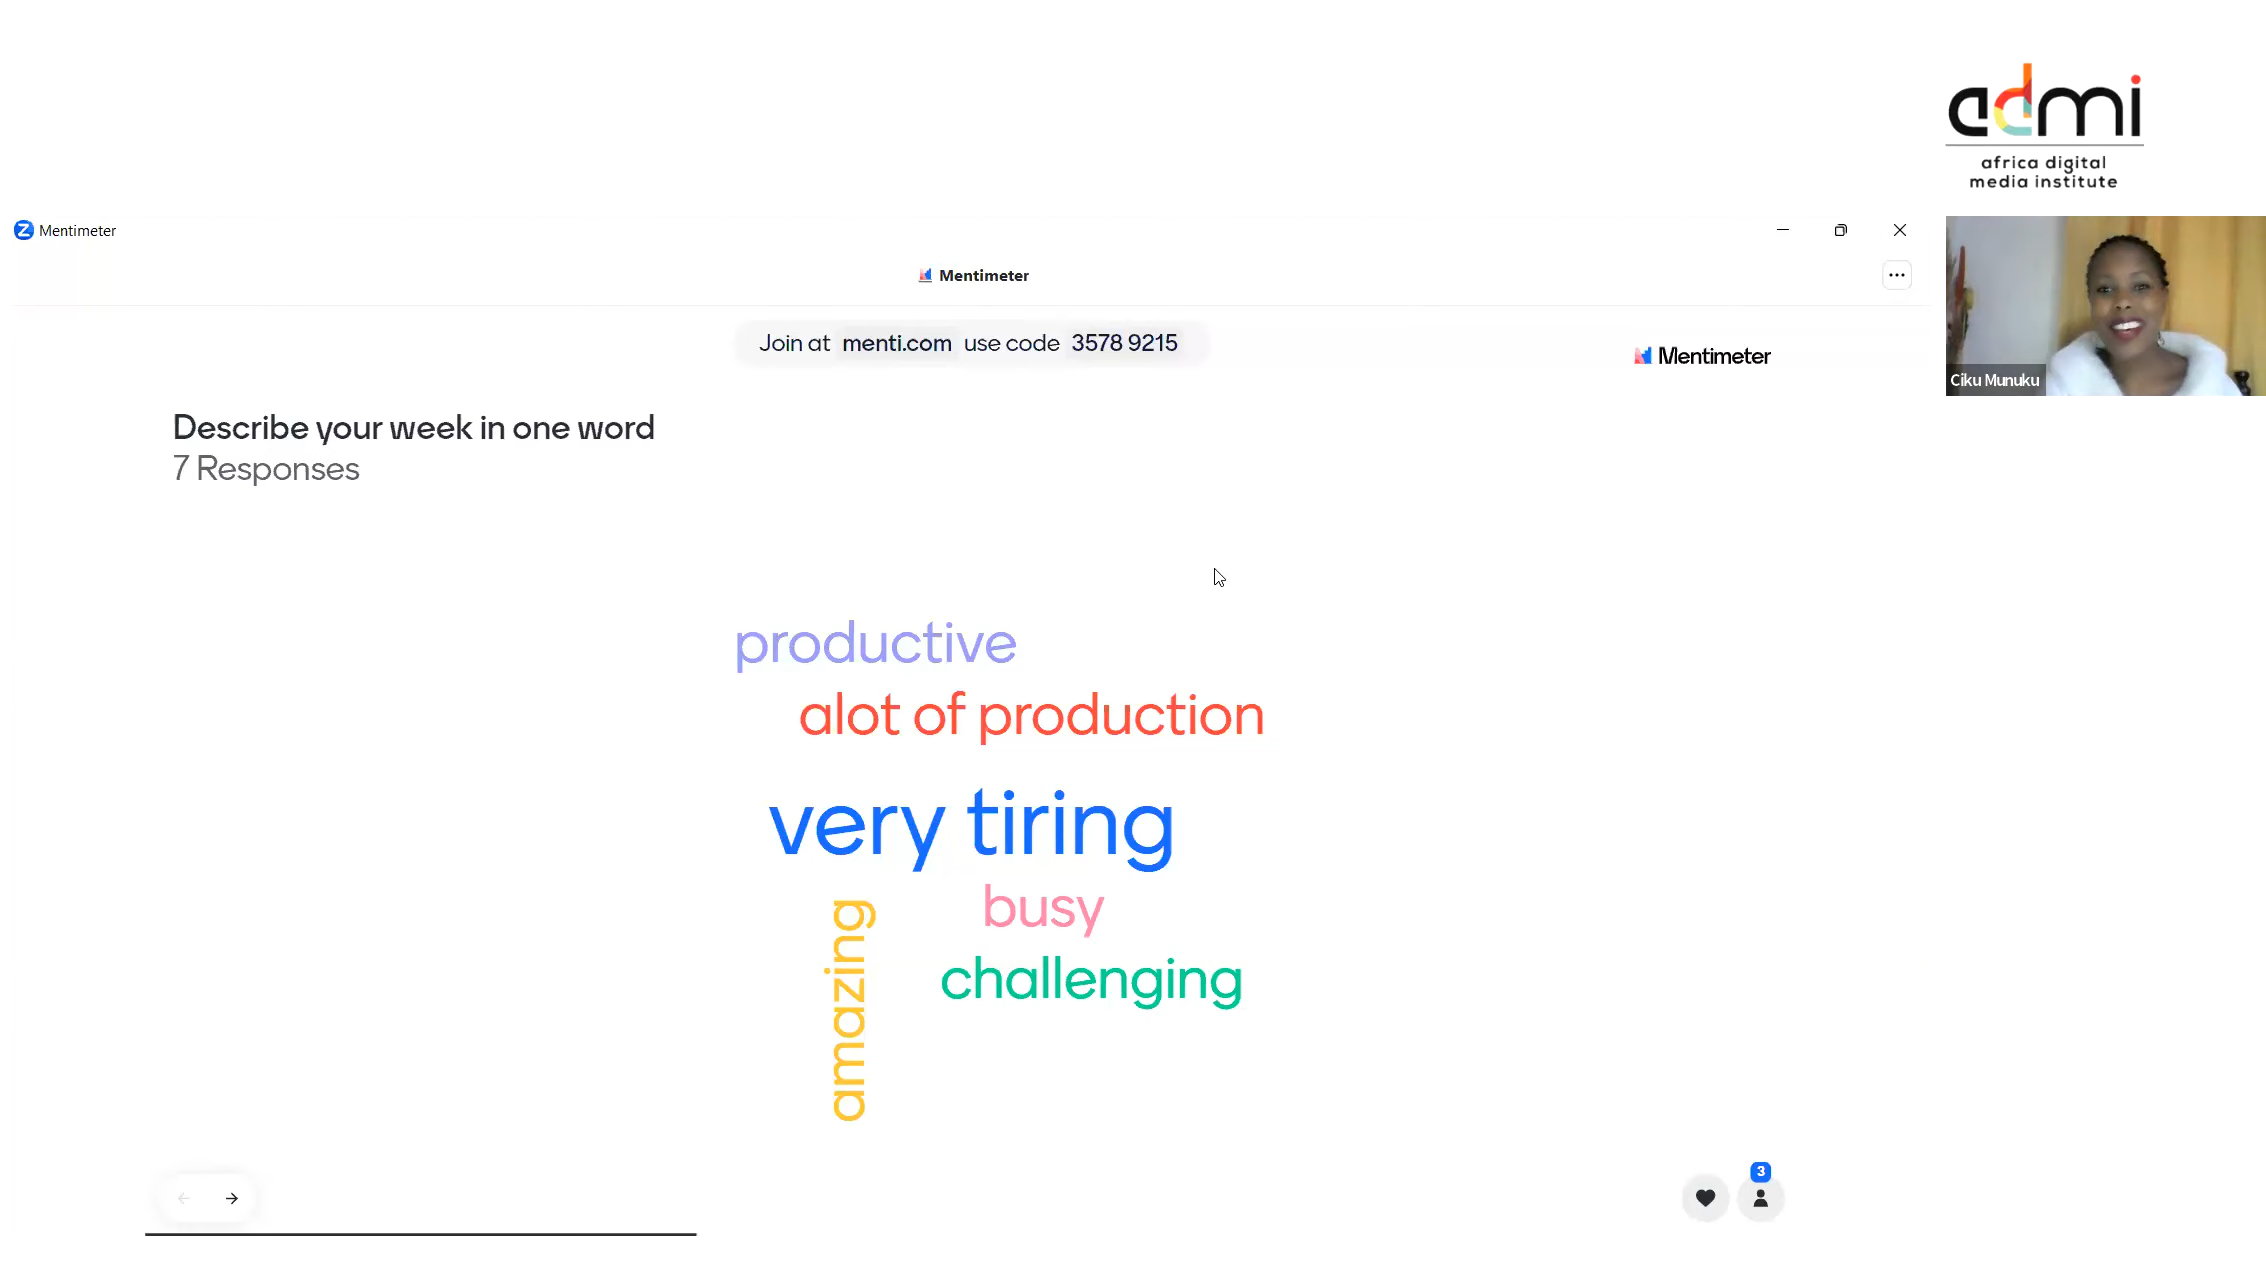 admi
africa digital
media institute
Mentimeter
Mentimeter
Join at menti.com use code 3578 9215
Mentimeter
Ciku Munuku
Describe your week in one word
7 Responses
productive
alot of production
very tiring
busy
amazing
challenging
3